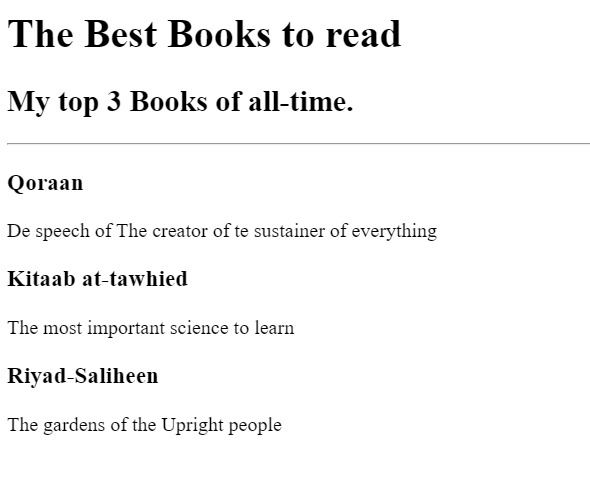 The Best Books to read
My top 3 Books of all-time.
Qoraan
De speech of The creator of te sustainer of everything
Kitaab at-tawhied
The most important science to learn
Riyad-Saliheen
The gardens of the Upright people